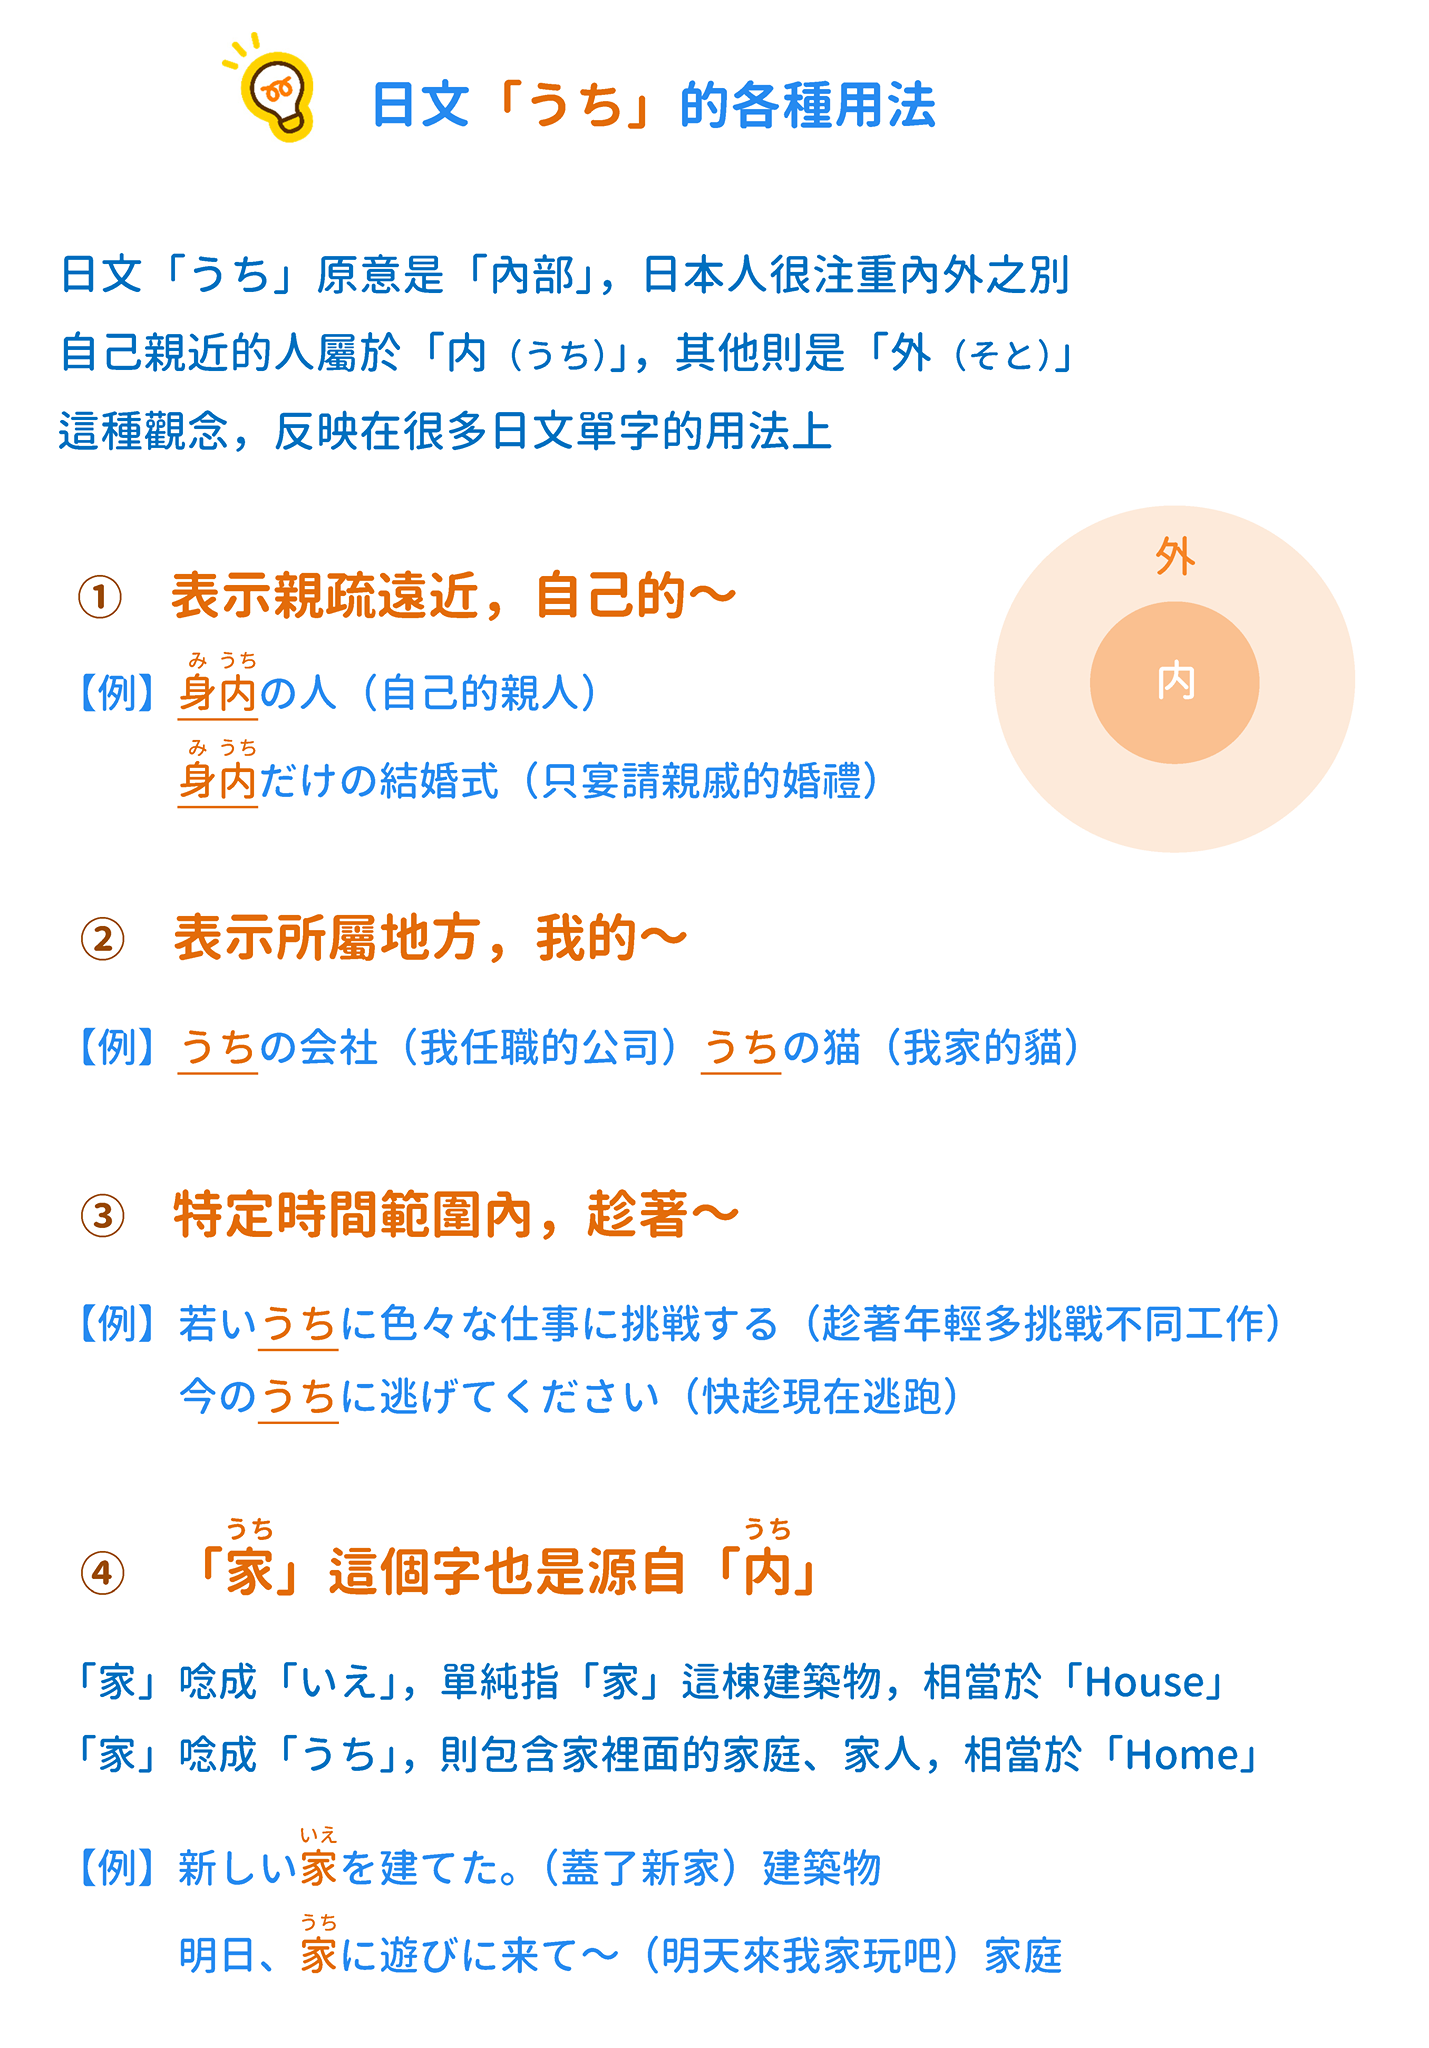 日文「うち」的各種用法
日文「うち」原意是「內部」，日本人很注重內外之別
自己親近的人屬於「內（うち）」，其他則是「外（そと）」
這種觀念，反映在很多日文單字的用法上
外
内
① 表示親疏遠近，自己的～
み うち
【例】身内の人（自己的親人）
み うち
身内だけの結婚式（只宴請親戚的婚禮）
② 表示所屬地方，我的～
【例】うちの会社（我任職的公司）うちの猫（我家的貓）
③ 特定時間範圍內，趁著～
【例】若いうちに色々な仕事に挑戦する（趁著年輕多挑戰不同工作）
今のうちに逃げてください（快趁現在逃跑）
うち うち
④ 「家」這個字也是源自「内」
「家」唸成「いえ」，單純指「家」這棟建築物，相當於「House」
「家」唸成「うち」，則包含家裡面的家庭、家人，相當於「Home」
いえ
【例】新しい家を建てた。（蓋了新家）建築物
うち
明日、家に遊びに来て～（明天來我家玩吧）家庭